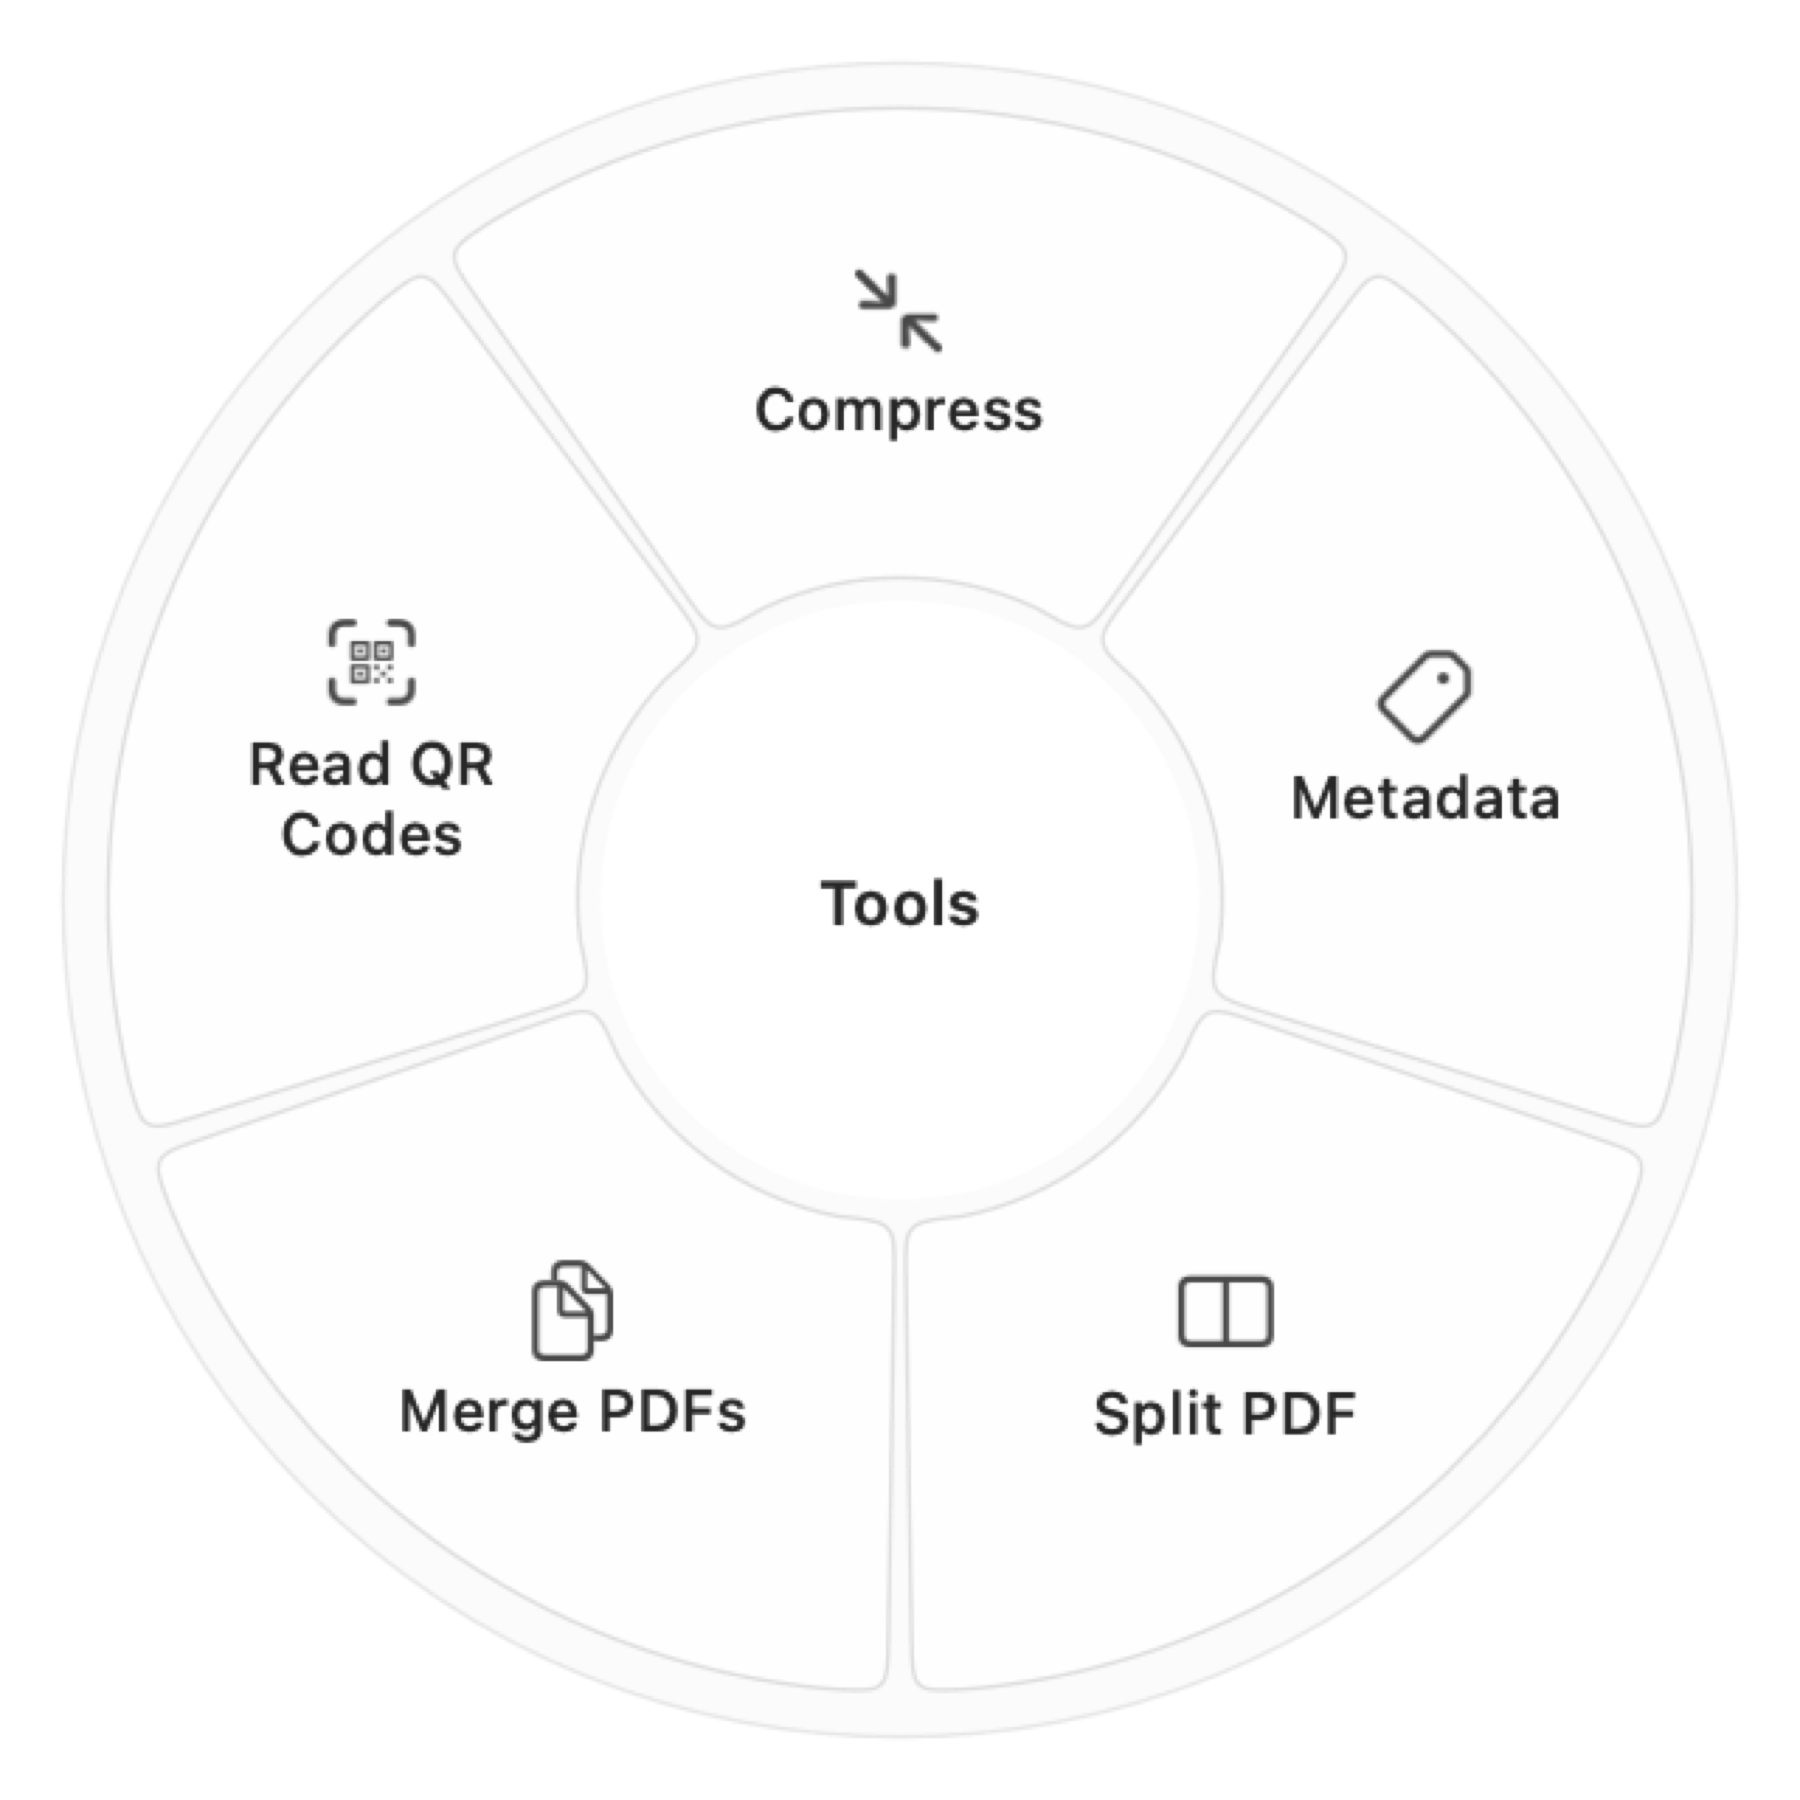 Compress
Read QR
Codes
Metadata
Tools
Merge PDFs
Split PDF